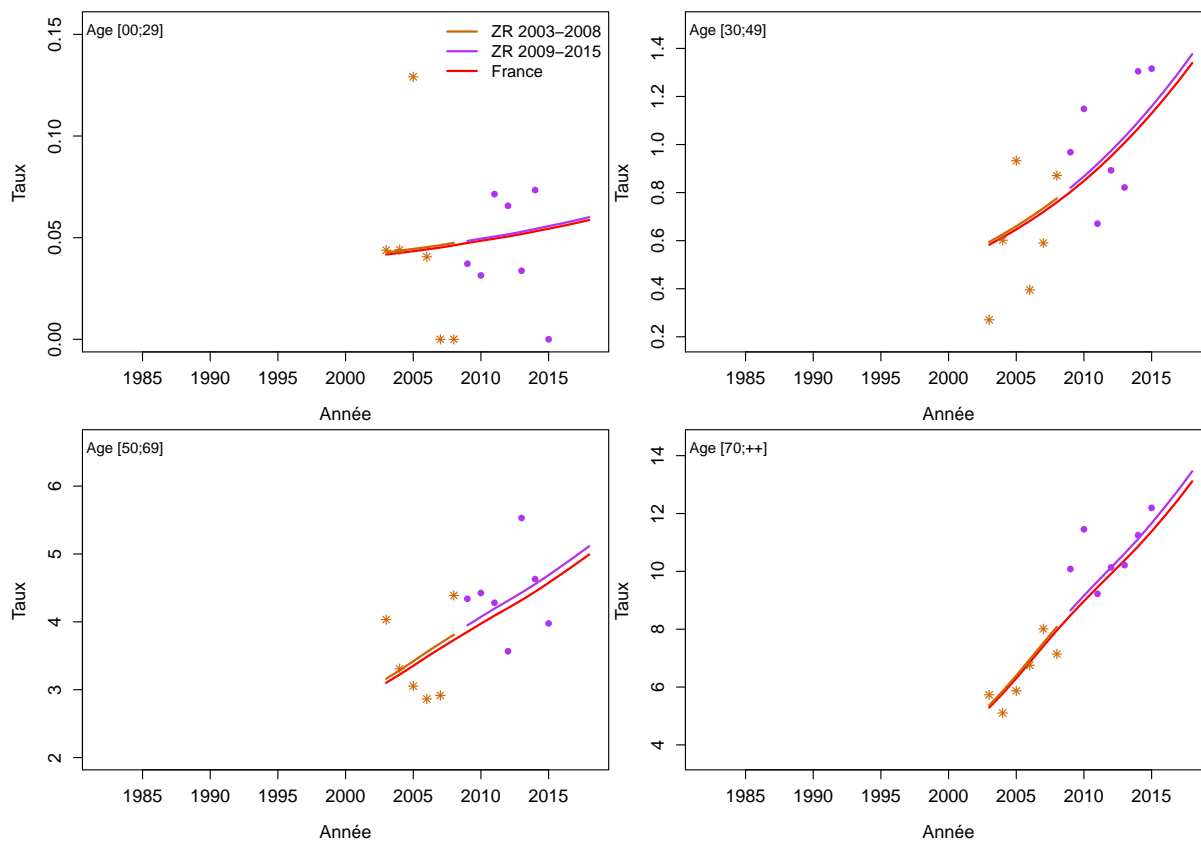 Age [00;29]
ZR 2003–2008
ZR 2009–2015
France
0.15
0.10
0.05
0.00
Taux
1985 1990 1995 2000 2005 2010 2015
Année
Age [30;49]
1.4
1.2
1.0
0.8
0.6
0.4
0.2
Taux
1985 1990 1995 2000 2005 2010 2015
Année
Age [50;69]
6
5
4
3
2
Taux
1985 1990 1995 2000 2005 2010 2015
Année
Age [70;++]
14
12
10
8
6
4
Taux
1985 1990 1995 2000 2005 2010 2015
Année